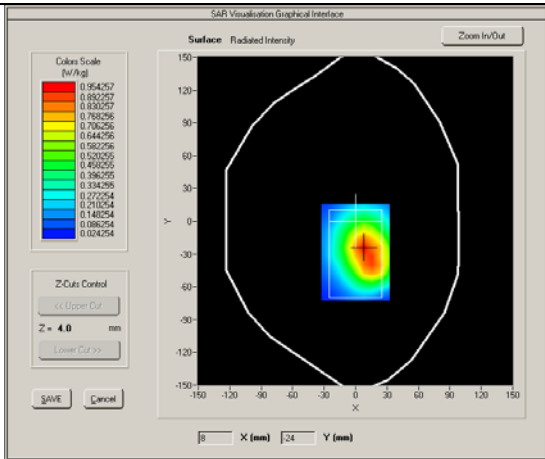 SAR Visualisation Graphical Interface
Surface Radiated Intensity
Zoom In/Out
Colors Scale
(W/kg)
0.954257
0.892257
0.830257
0.768256
0.706256
0.644256
0.582256
0.520255
0.458255
0.396255
0.334255
0.272254
0.210254
0.148254
0.086254
0.024254
Z-Cuts Control
<< Upper Cut
Z = 4.0 mm
Lower Cut >>
SAVE Cancel
150
120
90
60
30
0
-30
-60
-90
-120
-150
Y
-150 -120 -90 -60 -30 0 30 60 90 120 150
X
8 X (mm) -24 Y (mm)